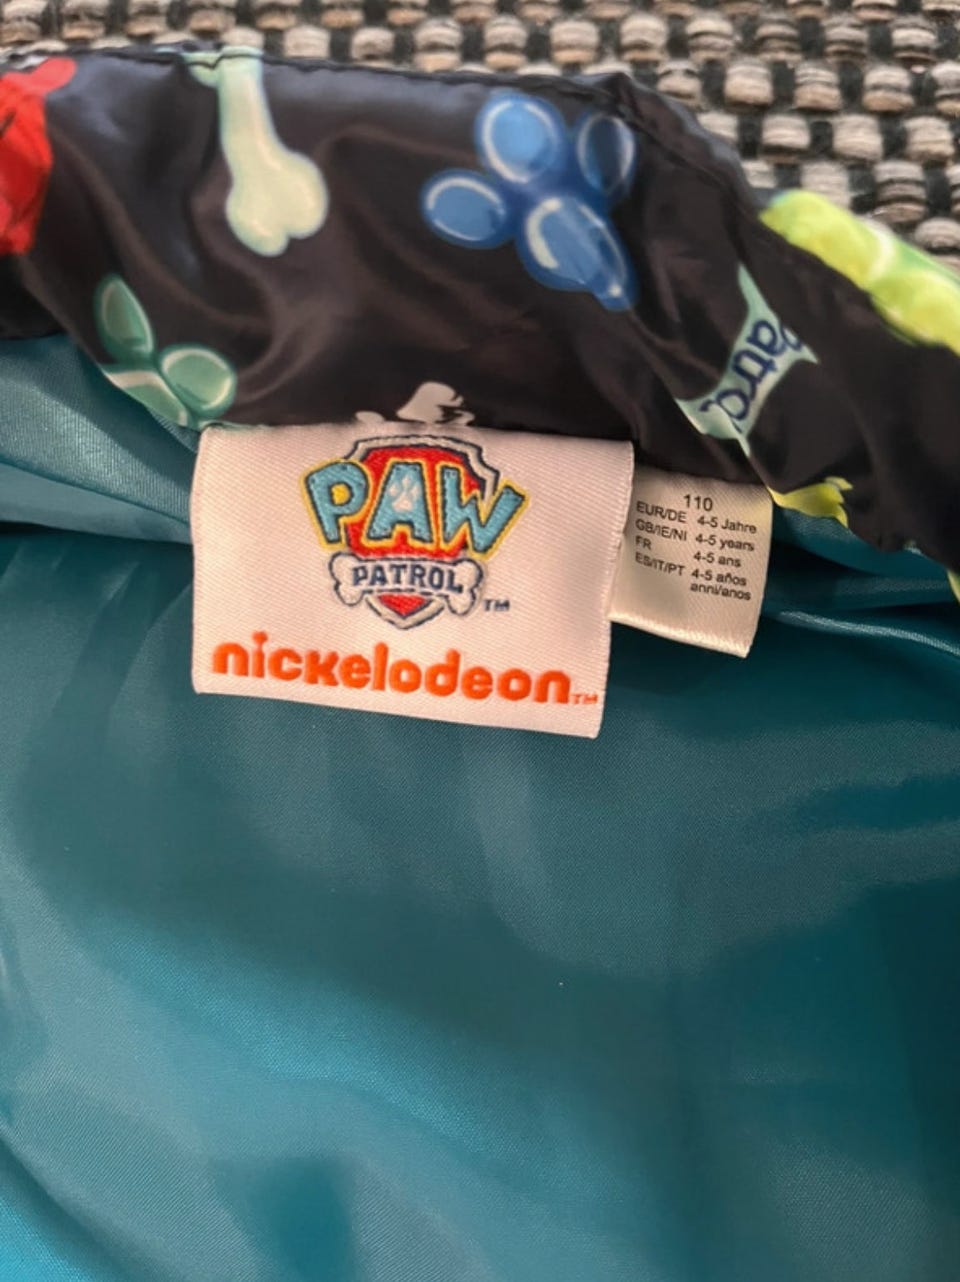 Patrol
PAW
PATROL
TM
nickelodeon
TM
110
EUR/DE 4-5 Jahre
GB/IE/NI 4-5 years
FR 4-5 ans
ES/IT/PT 4-5 años
anni/anos